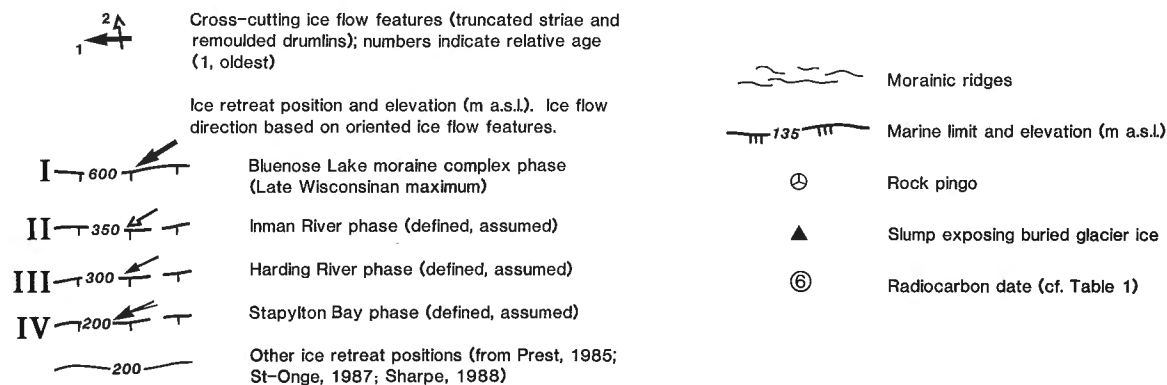 2
1
Cross-cutting ice flow features (truncated striae and
remoulded drumlins); numbers indicate relative age
(1, oldest)
Ice retreat position and elevation (m a.s.l.). Ice flow
direction based on oriented ice flow features.
I 600 Bluenose Lake moraine complex phase
(Late Wisconsinan maximum)
II 350 Inman River phase (defined, assumed)
III 300 Harding River phase (defined, assumed)
IV 200 Stapylton Bay phase (defined, assumed)
200 Other ice retreat positions (from Prest, 1985;
St-Onge, 1987; Sharpe, 1988)
Morainic ridges
135 Marine limit and elevation (m a.s.l.)
Rock pingo
Slump exposing buried glacier ice
6 Radiocarbon date (cf. Table 1)